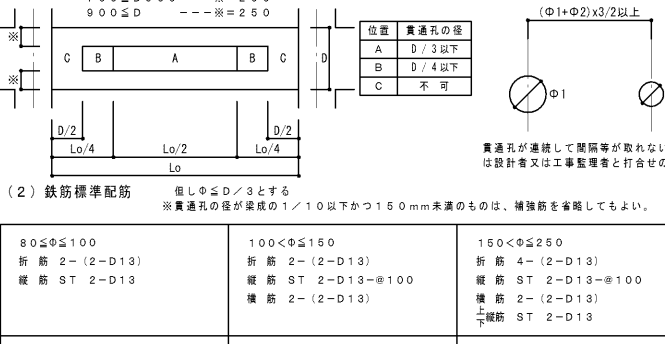 900≦D ---※=250
(Φ1+Φ2)x3/2以上
※
※
C B A B C D
位置 貫通孔の径
A D/3以下
B D/4以下
C 不 可
Φ1
D/2 D/2
Lo/4 Lo/2 Lo/4
Lo
貫通孔が連続して間隔等が取れない
は設計者又は工事監理者と打合せの
(2) 鉄筋標準配筋 但しΦ≦D/3とする
※貫通孔の径が梁成の1/10以下かつ150mm未満のものは、補強筋を省略してもよい。
80≦Φ≦100
折 筋 2-(2-D13)
縦 筋 ST 2-D13
100<Φ≦150
折 筋 2-(2-D13)
縦 筋 ST 2-D13-@100
横 筋 2-(2-D13)
150<Φ≦250
折 筋 4-(2-D13)
縦 筋 ST 2-D13-@100
横 筋 2-(2-D13)
上下縦筋 ST 2-D13